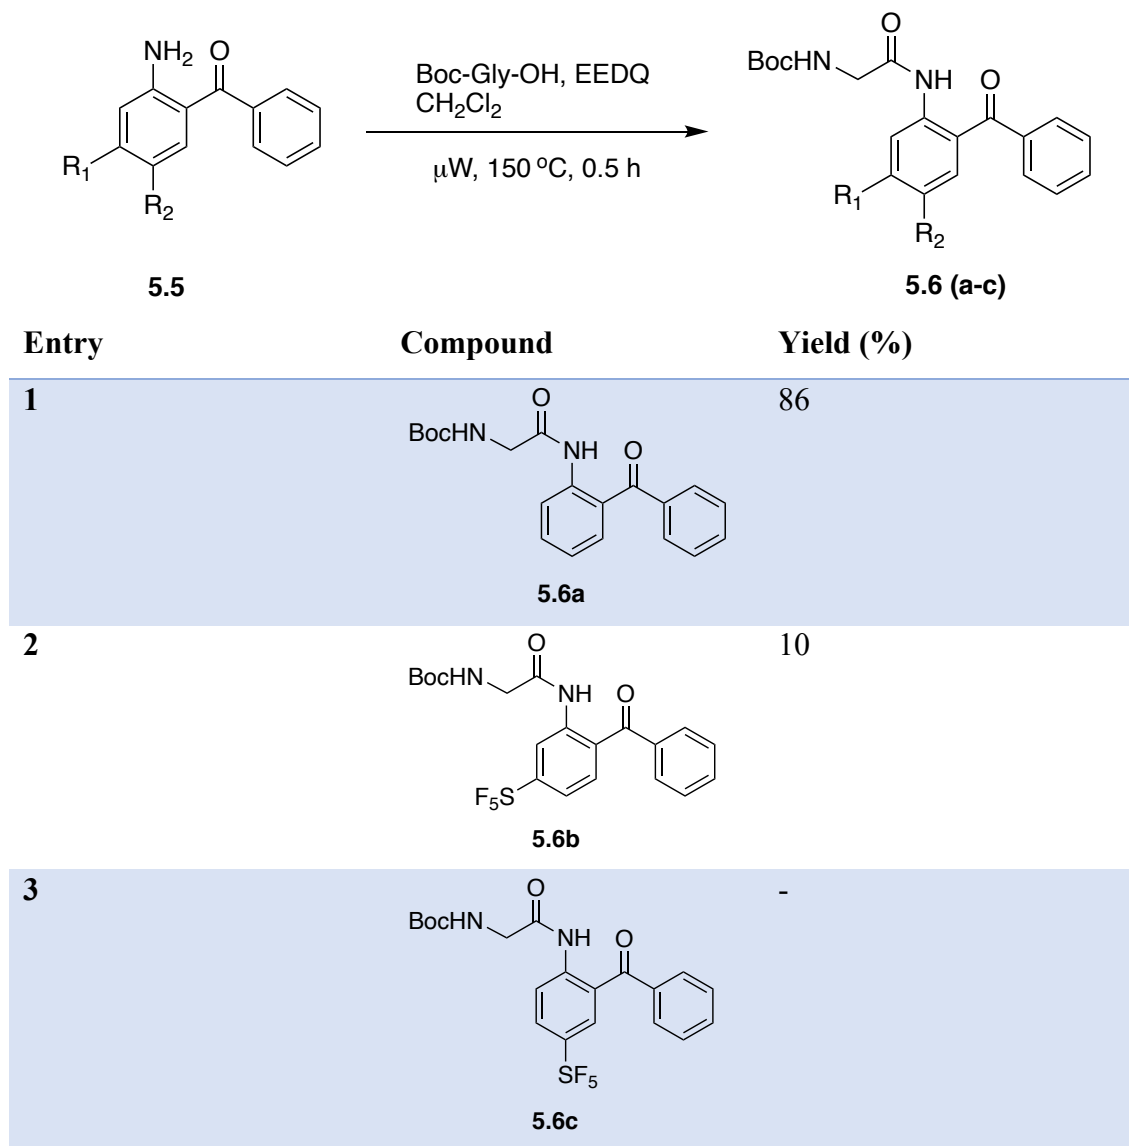 NH₂ O
R₁
R₂
5.5
Boc-Gly-OH, EEDQ
CH₂Cl₂
μW, 150 °C, 0.5 h
O
BocHN
NH O
R₁
R₂
5.6 (a-c)
Entry Compound Yield (%)
1 86
O
BocHN
NH O
5.6a
2 10
O
BocHN
NH O
F₅S
5.6b
3 -
O
BocHN
NH O
SF₅
5.6c